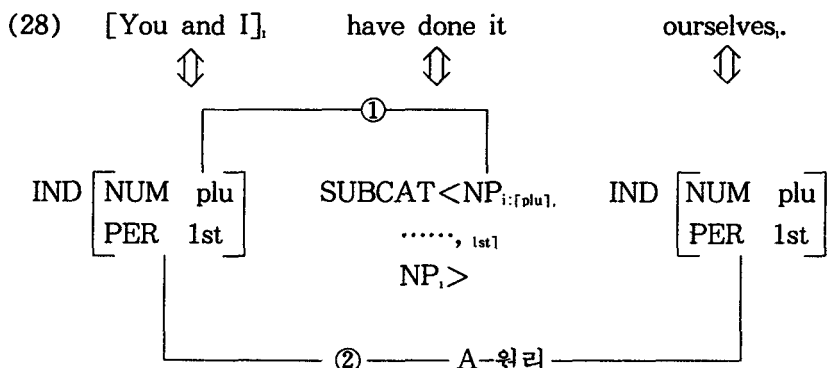 (28) [You and I]ᵢ, have done it ourselvesᵢ.
①
IND [NUM plu SUBCAT<NPᵢ:[plu], IND [NUM plu
PER 1st] ……, 1st] PER 1st]
NPᵢ>
② A-원리